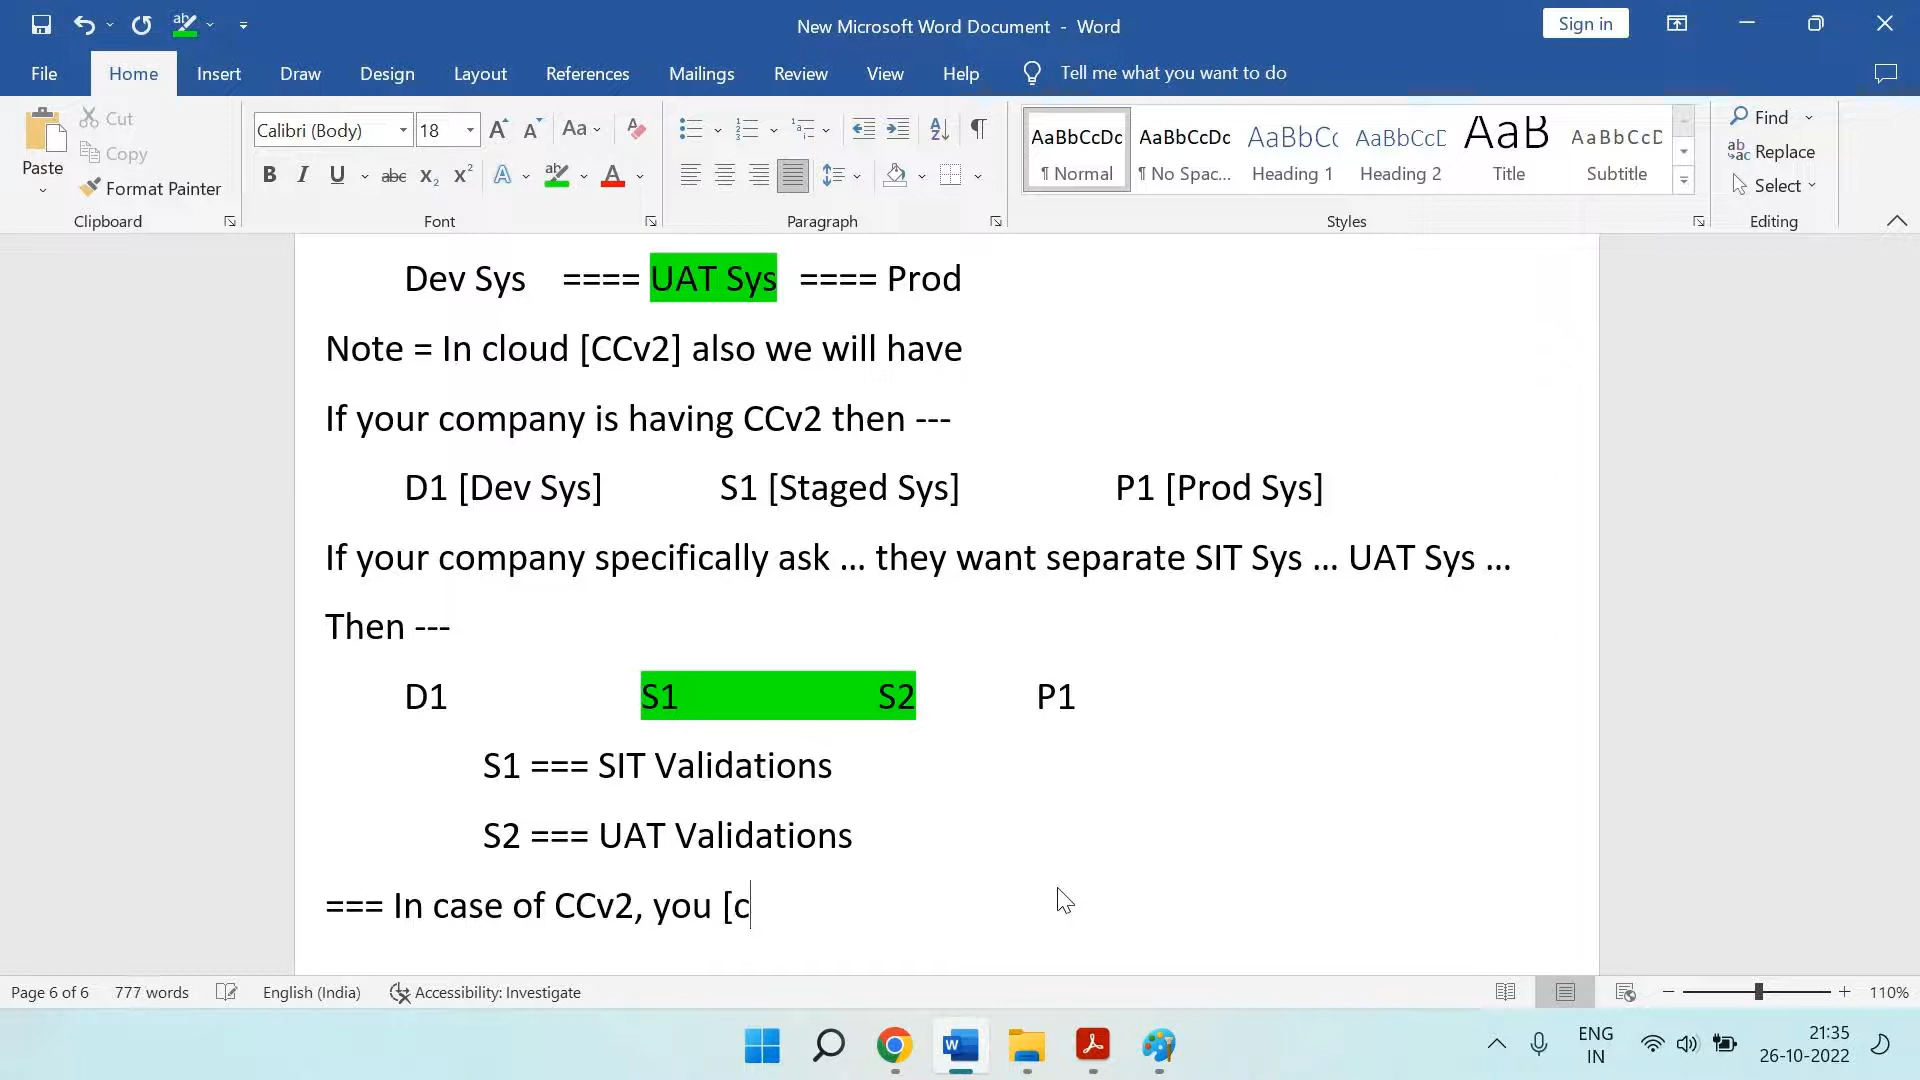 New Microsoft Word Document - Word
Sign in
File Home Insert Draw Design Layout References Mailings Review View Help Tell me what you want to do
Paste
Cut
Copy
Format Painter
Clipboard
Calibri (Body) 18
Font
Paragraph
AaBbCcDc AaBbCcDc AaBbCc AaBbCcD AaB AaBbCcD
¶ Normal ¶ No Spac... Heading 1 Heading 2 Title Subtitle
Styles
Find
Replace
Select
Editing
Dev Sys ==== UAT Sys ==== Prod
Note = In cloud [CCv2] also we will have
If your company is having CCv2 then ---
D1 [Dev Sys] S1 [Staged Sys] P1 [Prod Sys]
If your company specifically ask … they want separate SIT Sys … UAT Sys …
Then ---
D1 S1 S2 P1
S1 === SIT Validations
S2 === UAT Validations
=== In case of CCv2, you [c
Page 6 of 6 777 words English (India) Accessibility: Investigate 110%
ENG
IN
21:35
26-10-2022